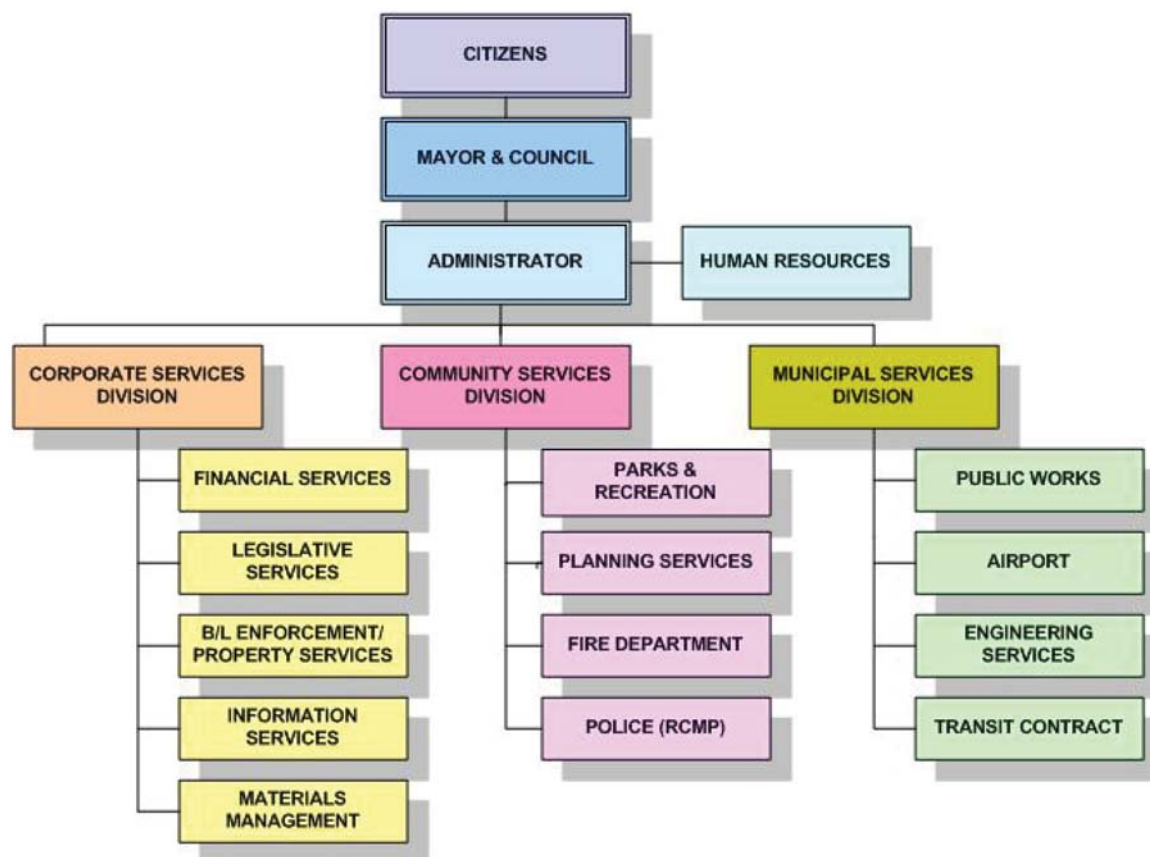 CITIZENS
MAYOR & COUNCIL
ADMINISTRATOR
HUMAN RESOURCES
CORPORATE SERVICES
DIVISION
COMMUNITY SERVICES
DIVISION
MUNICIPAL SERVICES
DIVISION
FINANCIAL SERVICES
LEGISLATIVE
SERVICES
B/L ENFORCEMENT/
PROPERTY SERVICES
INFORMATION
SERVICES
MATERIALS
MANAGEMENT
PARKS &
RECREATION
PLANNING SERVICES
FIRE DEPARTMENT
POLICE (RCMP)
PUBLIC WORKS
AIRPORT
ENGINEERING
SERVICES
TRANSIT CONTRACT